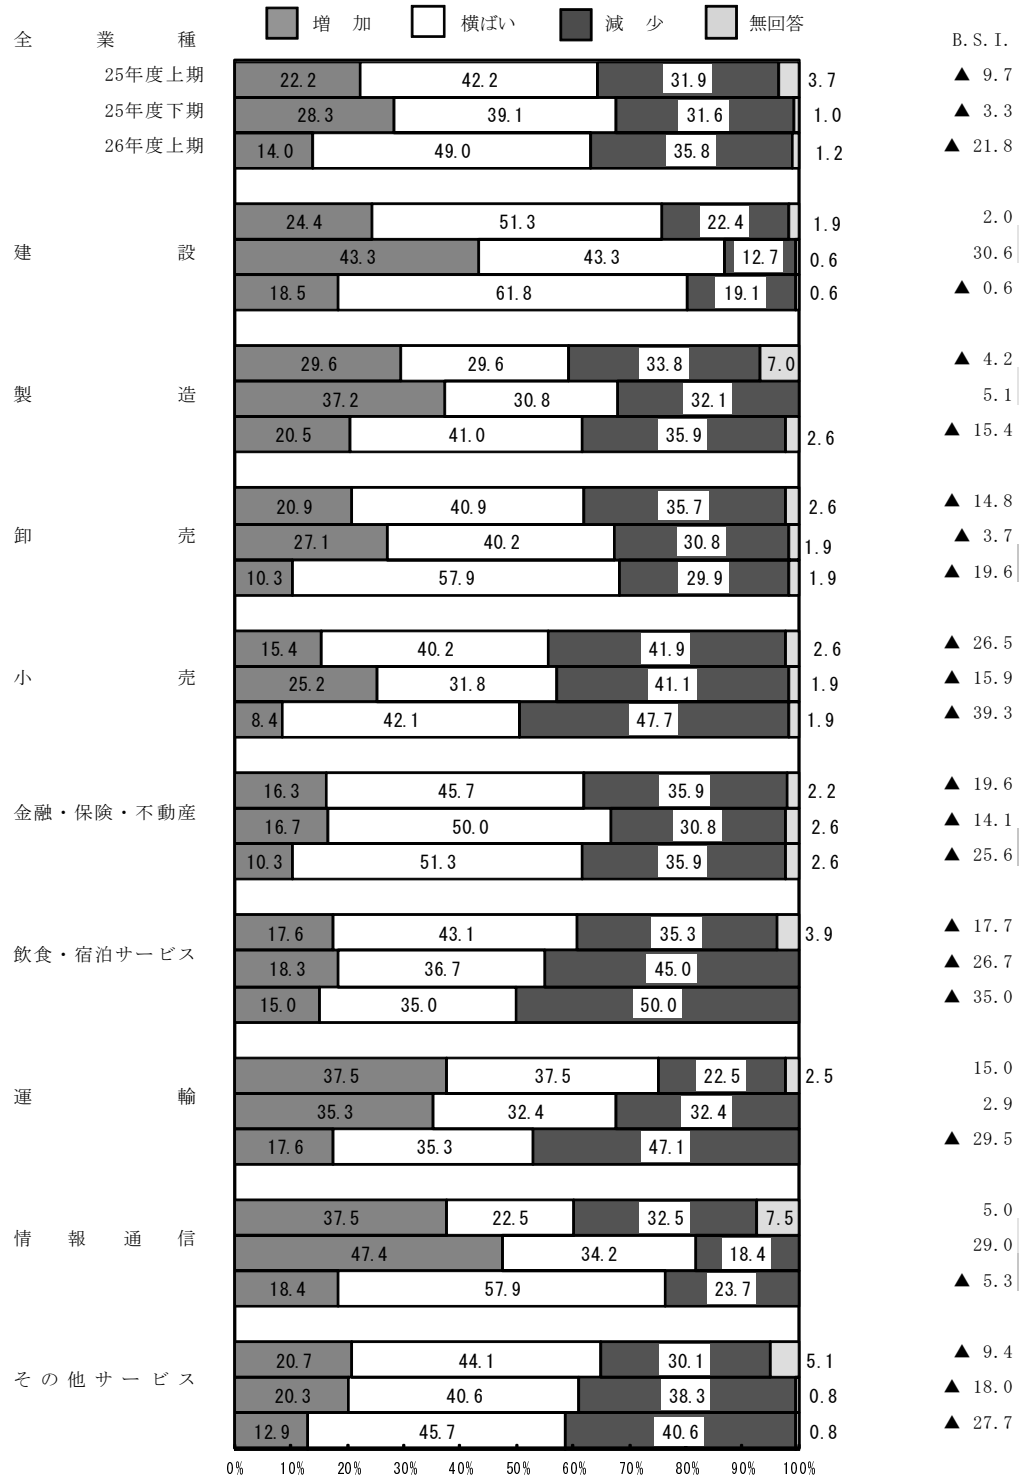 増 加 横ばい 減 少 無回答
全 業 種 B.S.I.
25年度上期 22.2 42.2 31.9 3.7 ▲ 9.7
25年度下期 28.3 39.1 31.6 1.0 ▲ 3.3
26年度上期 14.0 49.0 35.8 1.2 ▲ 21.8
24.4 51.3 22.4 1.9 2.0
建 設 43.3 43.3 12.7 0.6 30.6
18.5 61.8 19.1 0.6 ▲ 0.6
29.6 29.6 33.8 7.0 ▲ 4.2
製 造 37.2 30.8 32.1 5.1
20.5 41.0 35.9 2.6 ▲ 15.4
20.9 40.9 35.7 2.6 ▲ 14.8
卸 売 27.1 40.2 30.8 1.9 ▲ 3.7
10.3 57.9 29.9 1.9 ▲ 19.6
15.4 40.2 41.9 2.6 ▲ 26.5
小 売 25.2 31.8 41.1 1.9 ▲ 15.9
8.4 42.1 47.7 1.9 ▲ 39.3
16.3 45.7 35.9 2.2 ▲ 19.6
金融・保険・不動産 16.7 50.0 30.8 2.6 ▲ 14.1
10.3 51.3 35.9 2.6 ▲ 25.6
17.6 43.1 35.3 3.9 ▲ 17.7
飲食・宿泊サービス 18.3 36.7 45.0 ▲ 26.7
15.0 35.0 50.0 ▲ 35.0
37.5 37.5 22.5 2.5 15.0
運 輸 35.3 32.4 32.4 2.9
17.6 35.3 47.1 ▲ 29.5
37.5 22.5 32.5 7.5 5.0
情 報 通 信 47.4 34.2 18.4 29.0
18.4 57.9 23.7 ▲ 5.3
20.7 44.1 30.1 5.1 ▲ 9.4
その他サービス 20.3 40.6 38.3 0.8 ▲ 18.0
12.9 45.7 40.6 0.8 ▲ 27.7
0% 10% 20% 30% 40% 50% 60% 70% 80% 90% 100%